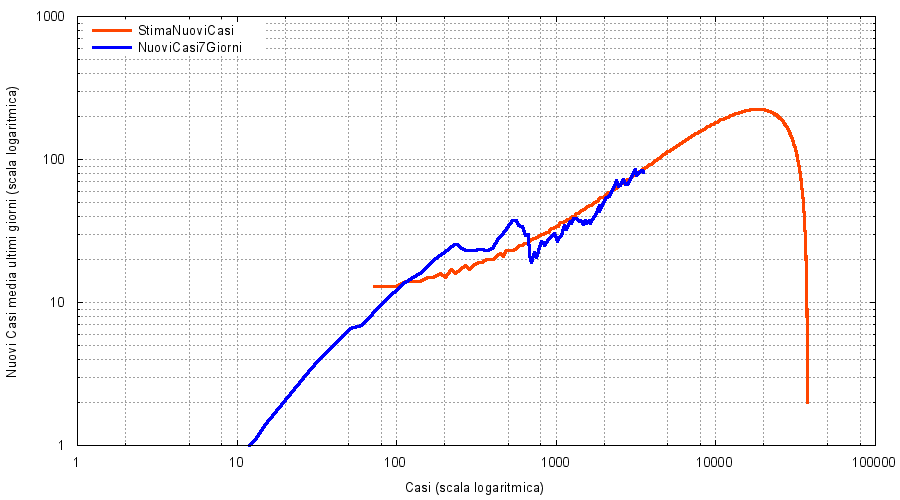 1000
StimaNuoviCasi
NuoviCasi7Giorni
Nuovi Casi media ultimi giorni (scala logaritmica)
100
10
1
1 10 100 1000 10000 100000
Casi (scala logaritmica)